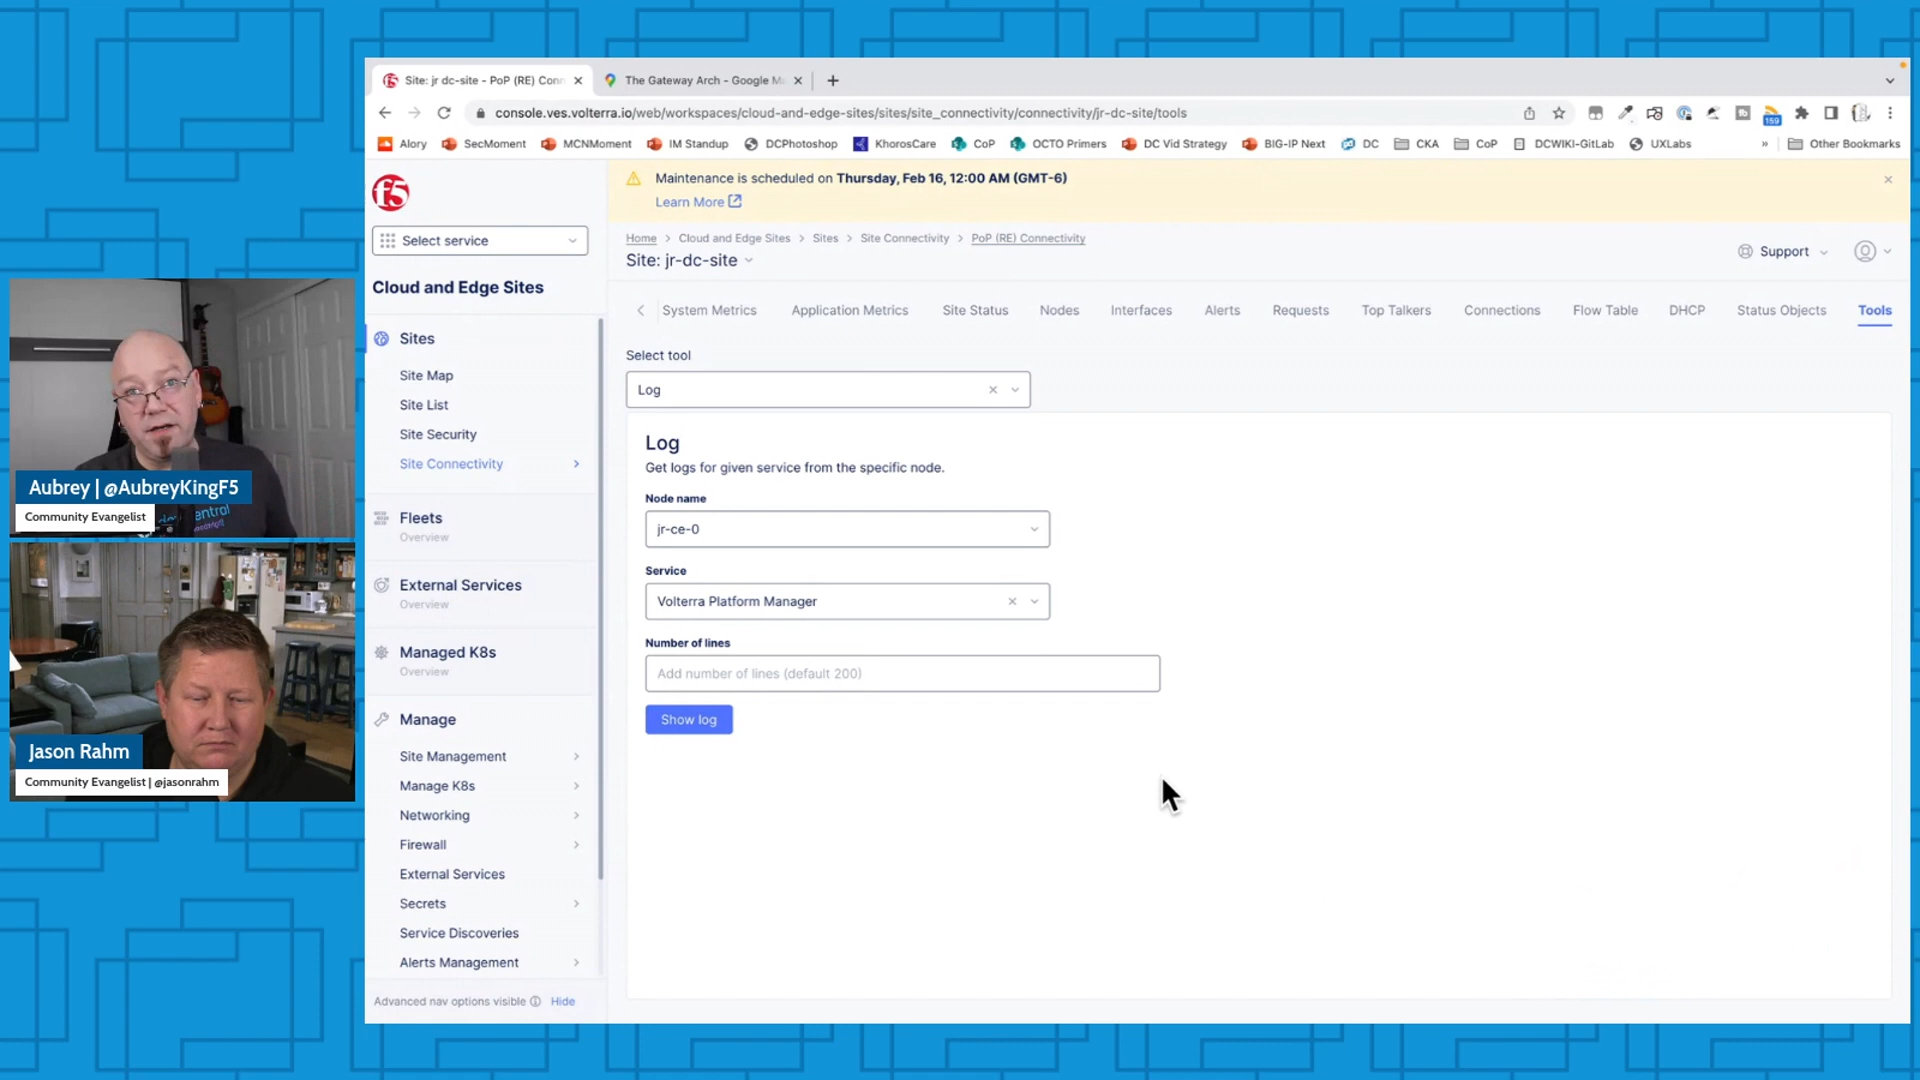 Site: jr dc-site - PoP (RE) Conn
The Gateway Arch - Google M
console.ves.volterra.io/web/workspaces/cloud-and-edge-sites/sites/site_connectivity/connectivity/jr-dc-site/tools
159
Alory
SecMoment
MCNMoment
IM Standup
DCPhotoshop
KhorosCare
CoP
OCTO Primers
DC Vid Strategy
BIG-IP Next
DC
CKA
CoP
DCWIKI-GitLab
UXLabs
»
Other Bookmarks
f5
Select service
Cloud and Edge Sites
Sites
Site Map
Site List
Site Security
Site Connectivity
Fleets
Overview
External Services
Overview
Managed K8s
Overview
Manage
Site Management
Manage K8s
Networking
Firewall
External Services
Secrets
Service Discoveries
Alerts Management
Advanced nav options visible
Hide
Maintenance is scheduled on Thursday, Feb 16, 12:00 AM (GMT-6)
Learn More
Home > Cloud and Edge Sites > Sites > Site Connectivity > PoP (RE) Connectivity
Site: jr-dc-site
Support
System Metrics
Application Metrics
Site Status
Nodes
Interfaces
Alerts
Requests
Top Talkers
Connections
Flow Table
DHCP
Status Objects
Tools
Select tool
Log
Log
Get logs for given service from the specific node.
Node name
jr-ce-0
Service
Volterra Platform Manager
Number of lines
Add number of lines (default 200)
Show log
Aubrey | @AubreyKingF5
Community Evangelist
entral
Jason Rahm
Community Evangelist | @jasonrahm